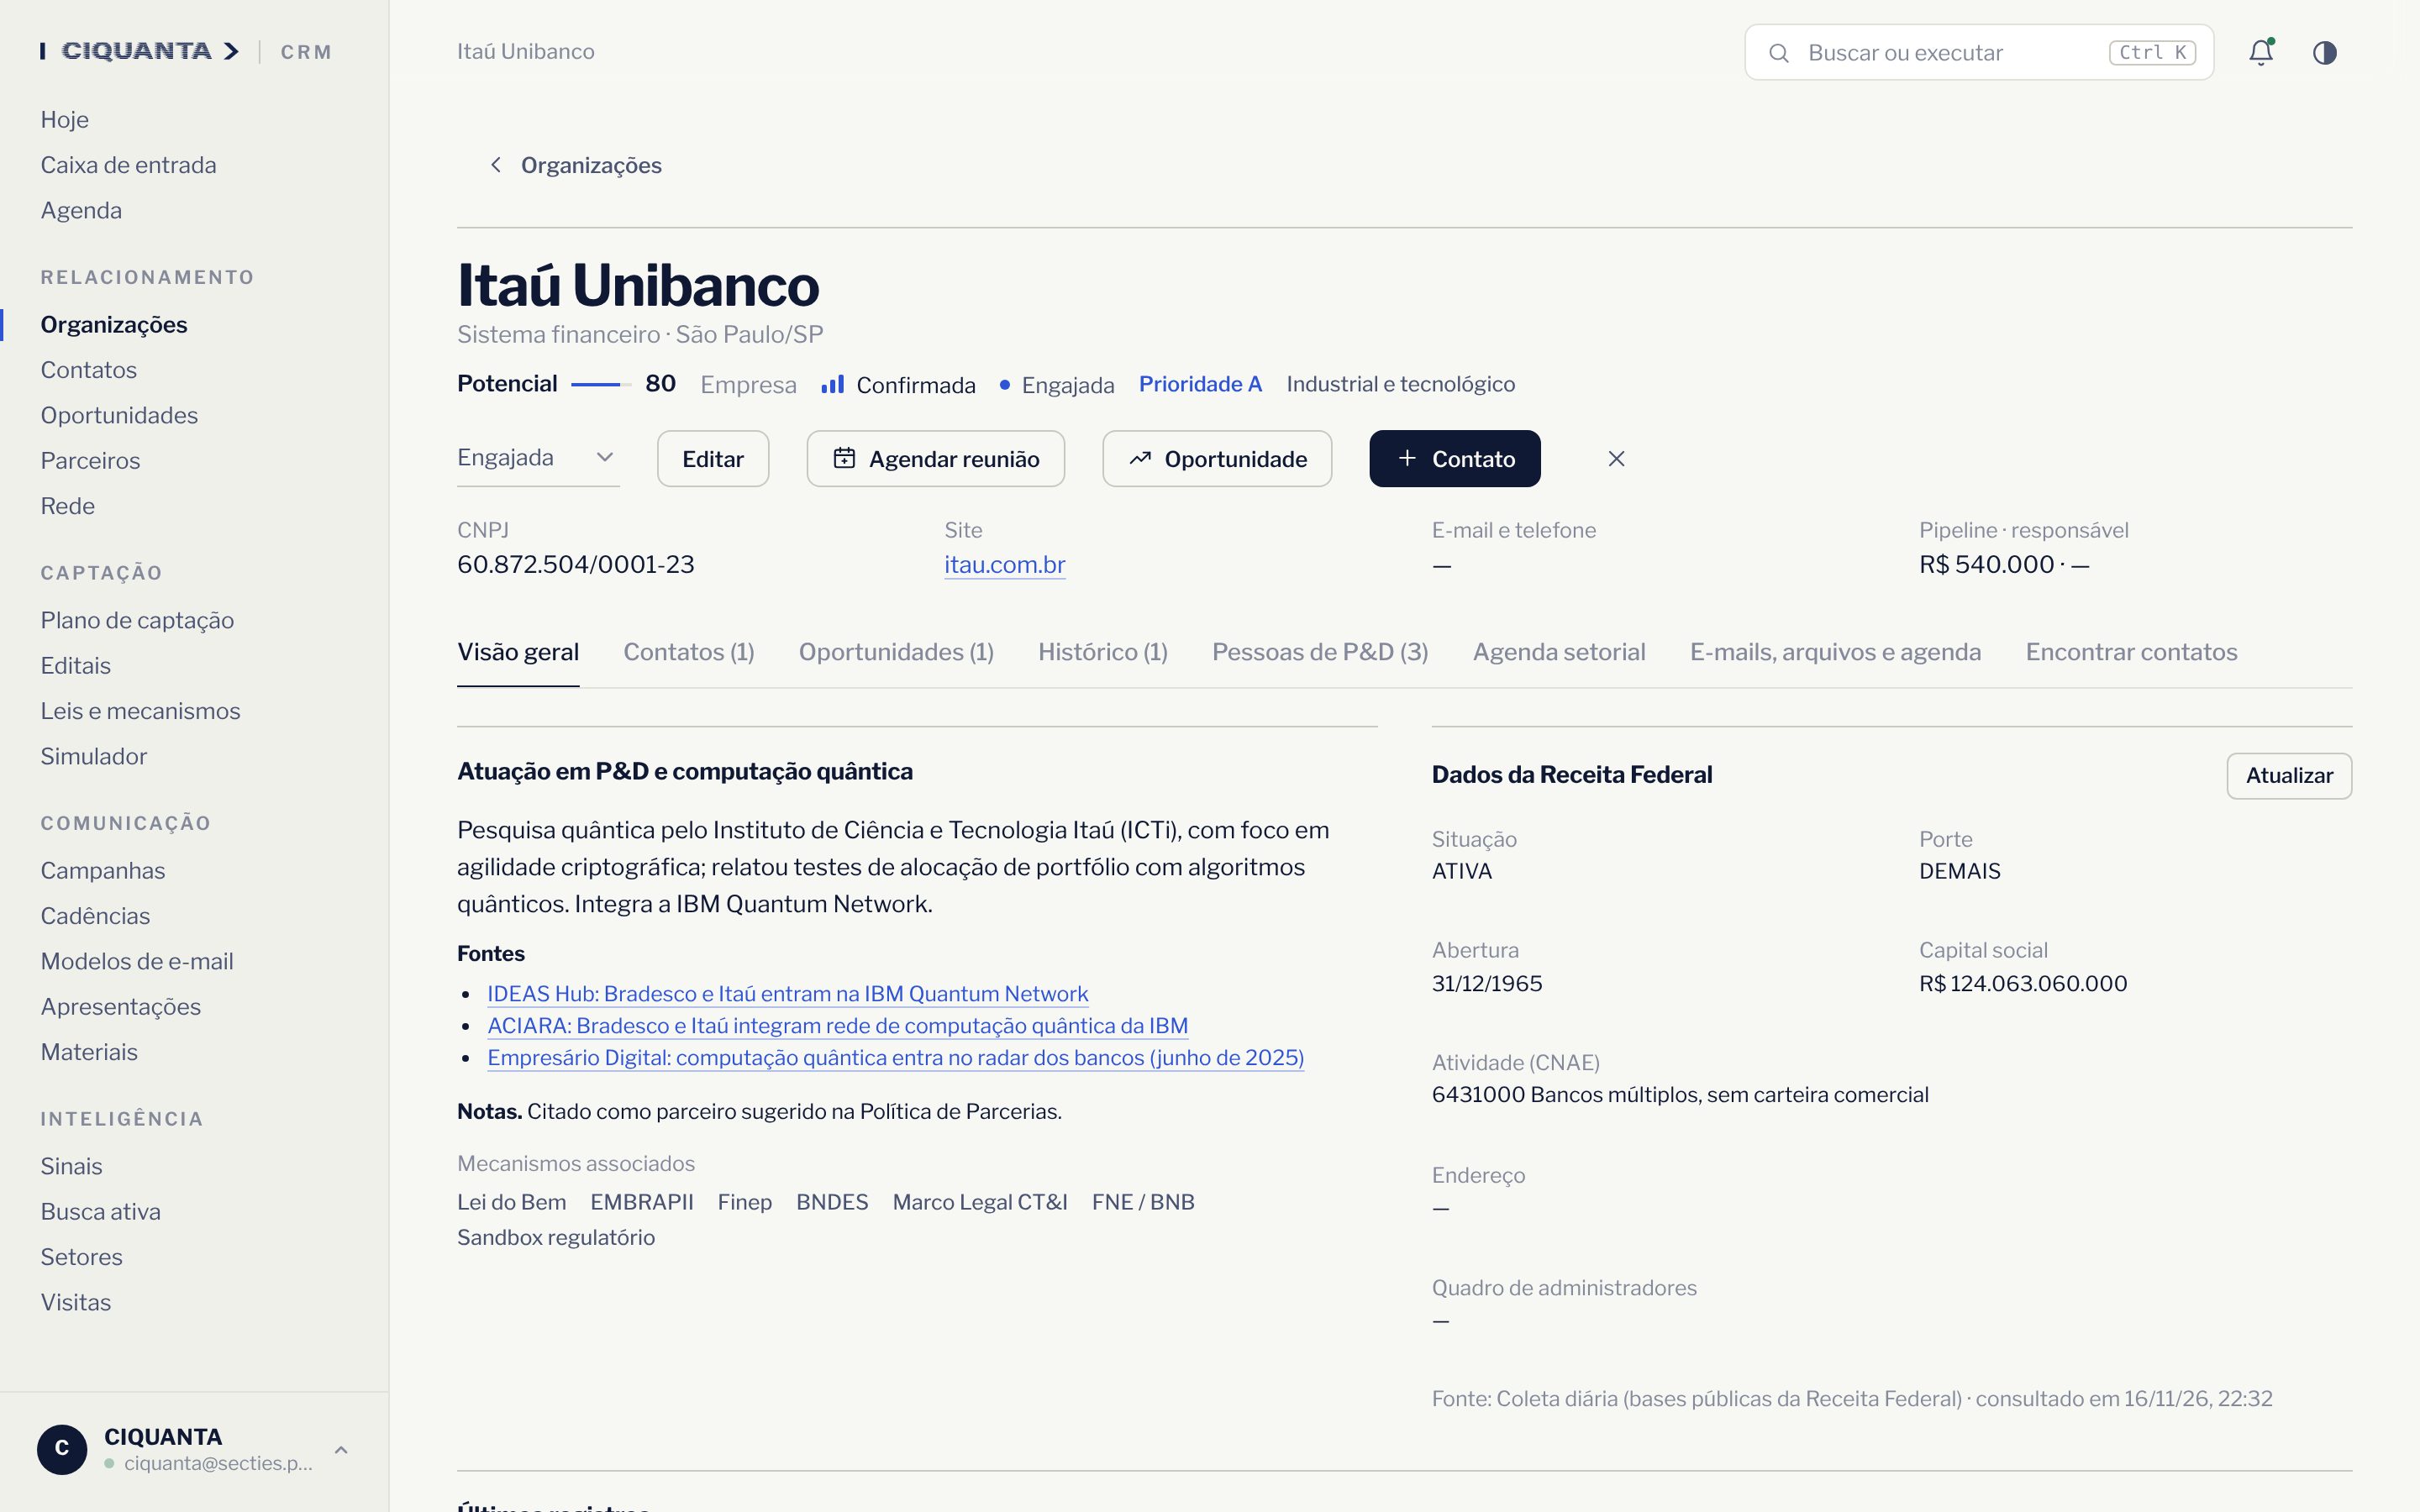 CIQUANTA
CRM
Hoje
Caixa de entrada
Agenda
RELACIONAMENTO
Organizações
Contatos
Oportunidades
Parceiros
Rede
CAPTAÇÃO
Plano de captação
Editais
Leis e mecanismos
Simulador
COMUNICAÇÃO
Campanhas
Cadências
Modelos de e-mail
Apresentações
Materiais
INTELIGÊNCIA
Sinais
Busca ativa
Setores
Visitas
C
CIQUANTA
ciquanta@secties.p...
Itaú Unibanco
Buscar ou executar
Ctrl K
Organizações
Itaú Unibanco
Sistema financeiro · São Paulo/SP
Potencial 80 Empresa Confirmada Engajada Prioridade A Industrial e tecnológico
Engajada Editar Agendar reunião Oportunidade + Contato
CNPJ
60.872.504/0001-23
Site
itau.com.br
E-mail e telefone
—
Pipeline · responsável
R$ 540.000 · —
Visão geral Contatos (1) Oportunidades (1) Histórico (1) Pessoas de P&D (3) Agenda setorial E-mails, arquivos e agenda Encontrar contatos
Atuação em P&D e computação quântica
Pesquisa quântica pelo Instituto de Ciência e Tecnologia Itaú (ICTi), com foco em
agilidade criptográfica; relatou testes de alocação de portfólio com algoritmos
quânticos. Integra a IBM Quantum Network.
Fontes
• IDEAS Hub: Bradesco e Itaú entram na IBM Quantum Network
• ACIARA: Bradesco e Itaú integram rede de computação quântica da IBM
• Empresário Digital: computação quântica entra no radar dos bancos (junho de 2025)
Notas. Citado como parceiro sugerido na Política de Parcerias.
Mecanismos associados
Lei do Bem EMBRAPII Finep BNDES Marco Legal CT&I FNE / BNB
Sandbox regulatório
Dados da Receita Federal
Atualizar
Situação
ATIVA
Porte
DEMAIS
Abertura
31/12/1965
Capital social
R$ 124.063.060.000
Atividade (CNAE)
6431000 Bancos múltiplos, sem carteira comercial
Endereço
—
Quadro de administradores
—
Fonte: Coleta diária (bases públicas da Receita Federal) · consultado em 16/11/26, 22:32
Últimos registros